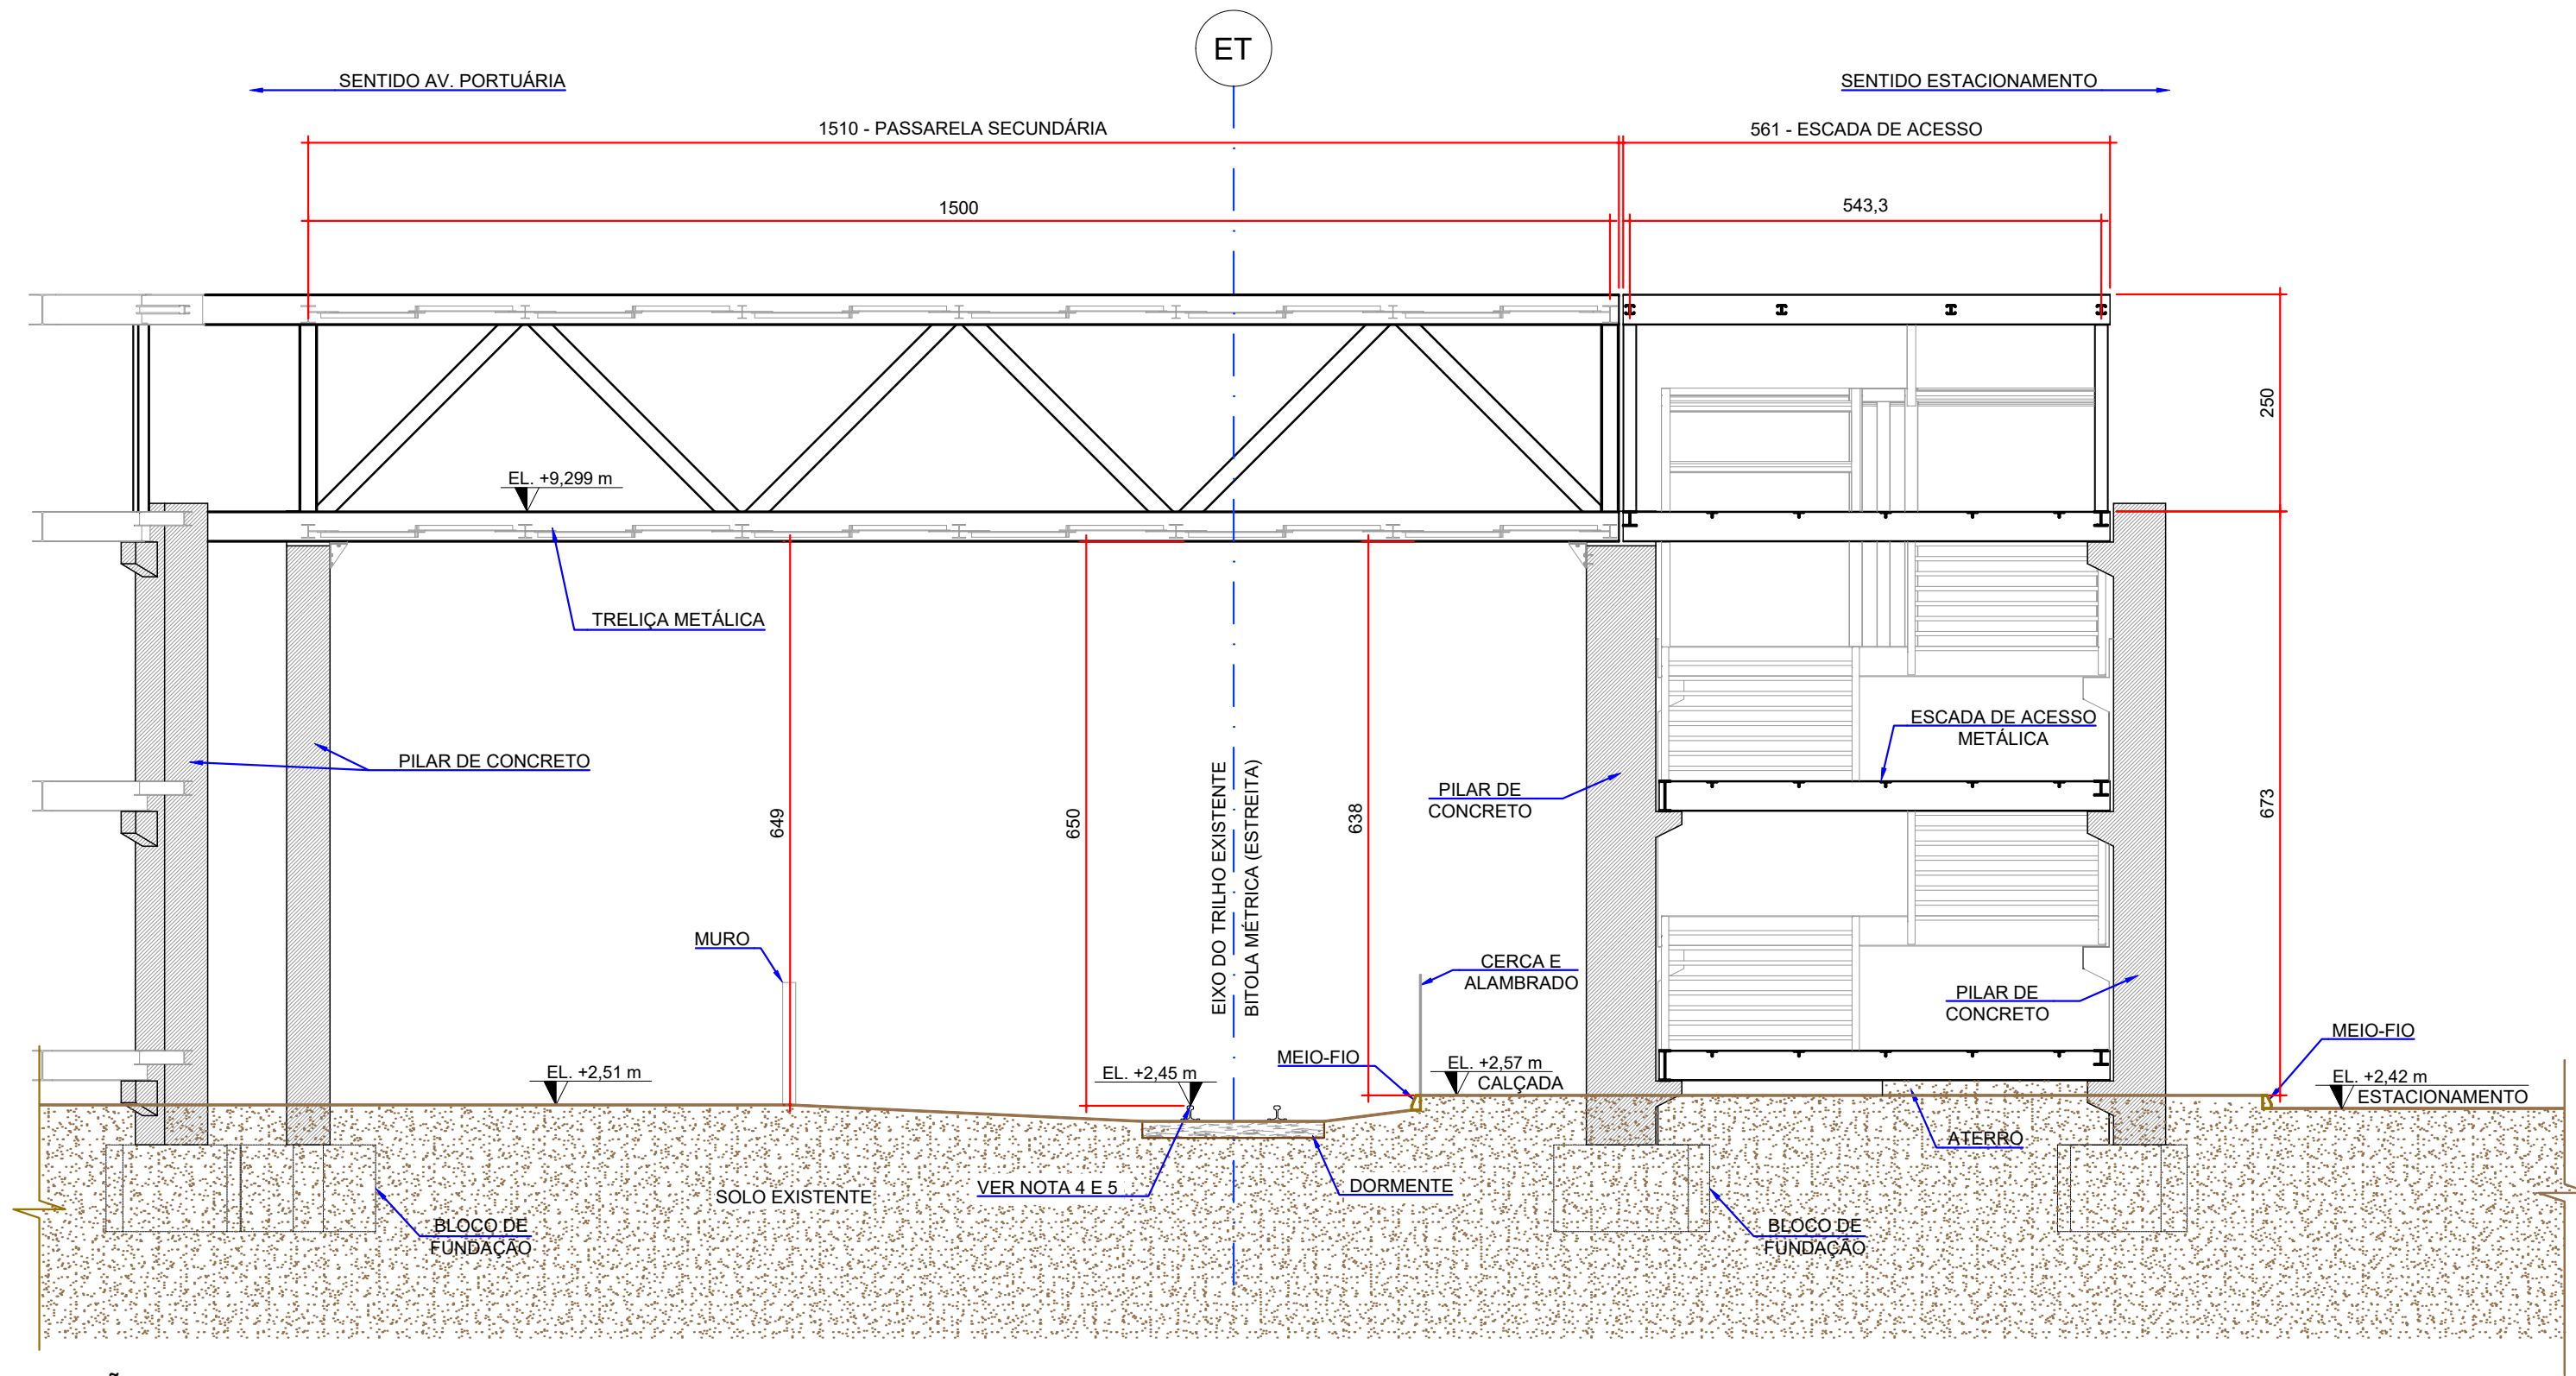 ET
SENTIDO AV. PORTUÁRIA
SENTIDO ESTACIONAMENTO
1510 - PASSARELA SECUNDÁRIA
561 - ESCADA DE ACESSO
1500
543,3
250
EL. +9,299 m
TRELIÇA METÁLICA
PILAR DE CONCRETO
649
650
EIXO DO TRILHO EXISTENTE
BITOLA MÉTRICA (ESTREITA)
638
PILAR DE
CONCRETO
ESCADA DE ACESSO
METÁLICA
673
MURO
CERCA E
ALAMBRADO
PILAR DE
CONCRETO
MEIO-FIO
MEIO-FIO
EL. +2,51 m
EL. +2,45 m
EL. +2,57 m
CALÇADA
EL. +2,42 m
ESTACIONAMENTO
ATERRO
SOLO EXISTENTE
VER NOTA 4 E 5
DORMENTE
BLOCO DE
FUNDAÇÃO
BLOCO DE
FUNDAÇÃO